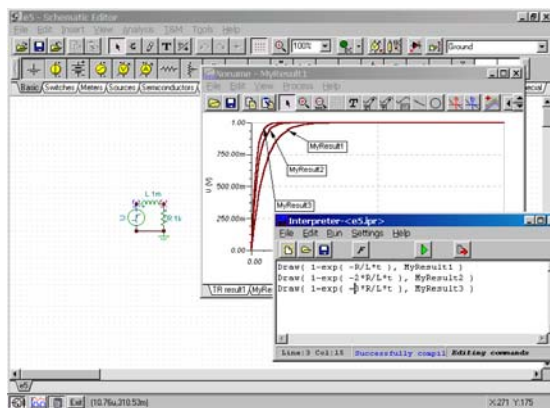 e5 - Schematic Editor
File Edit Insert View Analysis T&M Tools Help
100%
Ground
Basic Switches Meters Sources Semiconductors
Noname - MyResult1
File Edit View Process Help
1.00
750.00m
500.00m
250.00m
0.00
0.00
U (V)
MyResult1
MyResult2
MyResult3
L 1m
R 1k
U
TR result1
Interpreter-<e5.ipr>
File Edit Run Settings Help
Draw( 1-exp( -R/L*t ), MyResult1 )
Draw( 1-exp( -2*R/L*t ), MyResult2 )
Draw( 1-exp( -3*R/L*t ), MyResult3 )
Line:3 Col:15 Successfully compil Editing commands
e5
Exit (10.76u,310.53m)
X:271 Y:175